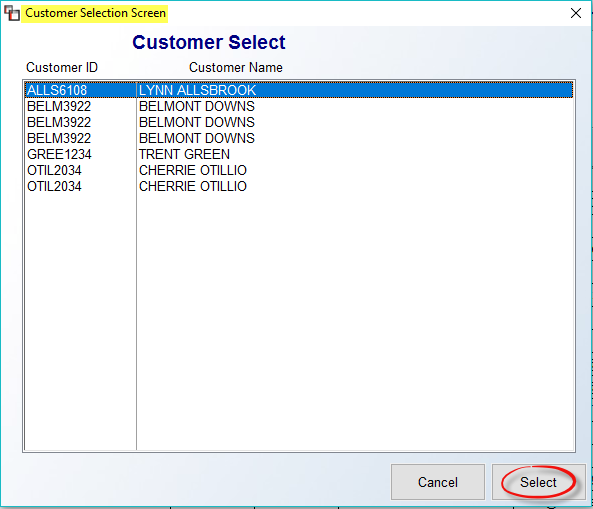 Customer Selection Screen
Customer Select
Customer ID Customer Name
ALLS6108 LYNN ALLSBROOK
BELM3922 BELMONT DOWNS
BELM3922 BELMONT DOWNS
BELM3922 BELMONT DOWNS
GREE1234 TRENT GREEN
OTIL2034 CHERRIE OTILLIO
OTIL2034 CHERRIE OTILLIO
Cancel Select